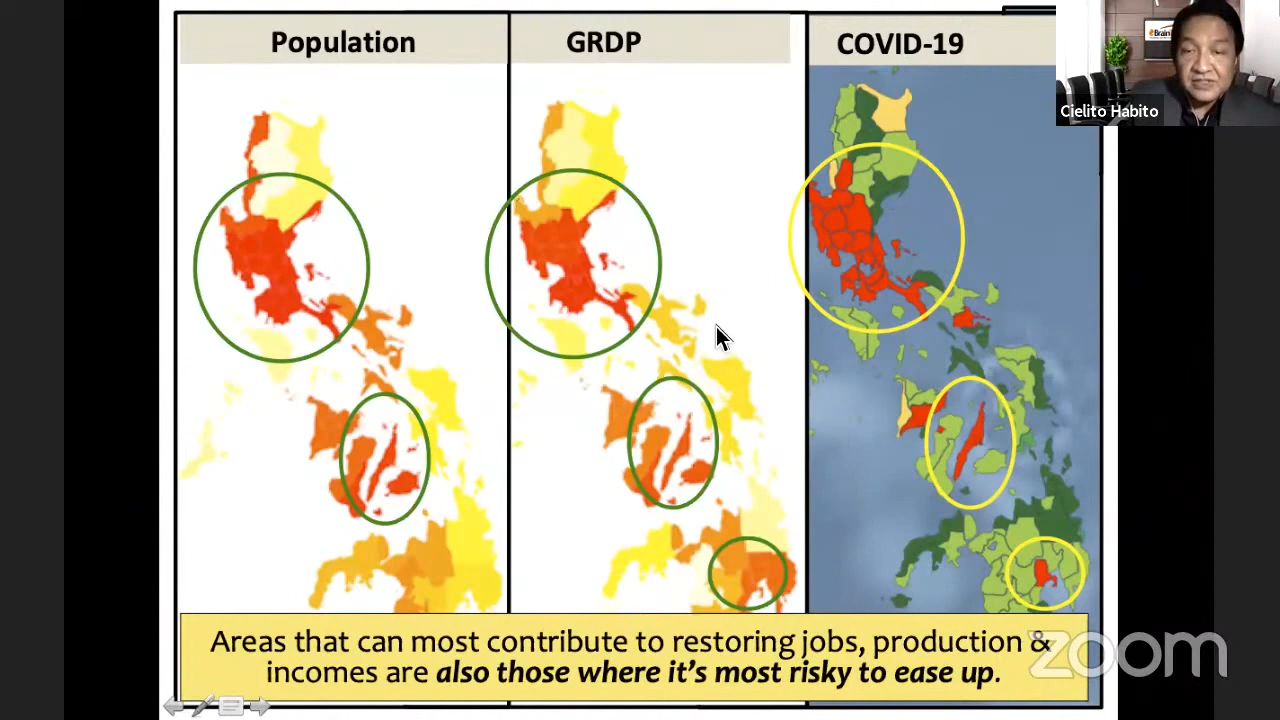 Population
GRDP
COVID-19
Brain
Cielito Habito
Areas that can most contribute to restoring jobs, production &
incomes are also those where it's most risky to ease up.
zoom